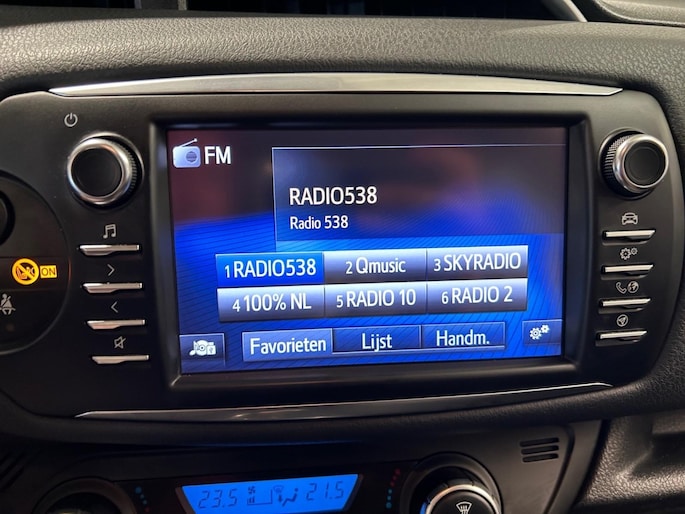 FM
RADIO538
Radio 538
1 RADIO538 2 Qmusic 3 SKYRADIO
4 100% NL 5 RADIO 10 6 RADIO 2
Favorieten Lijst Handm.
ON
23.5 21.5